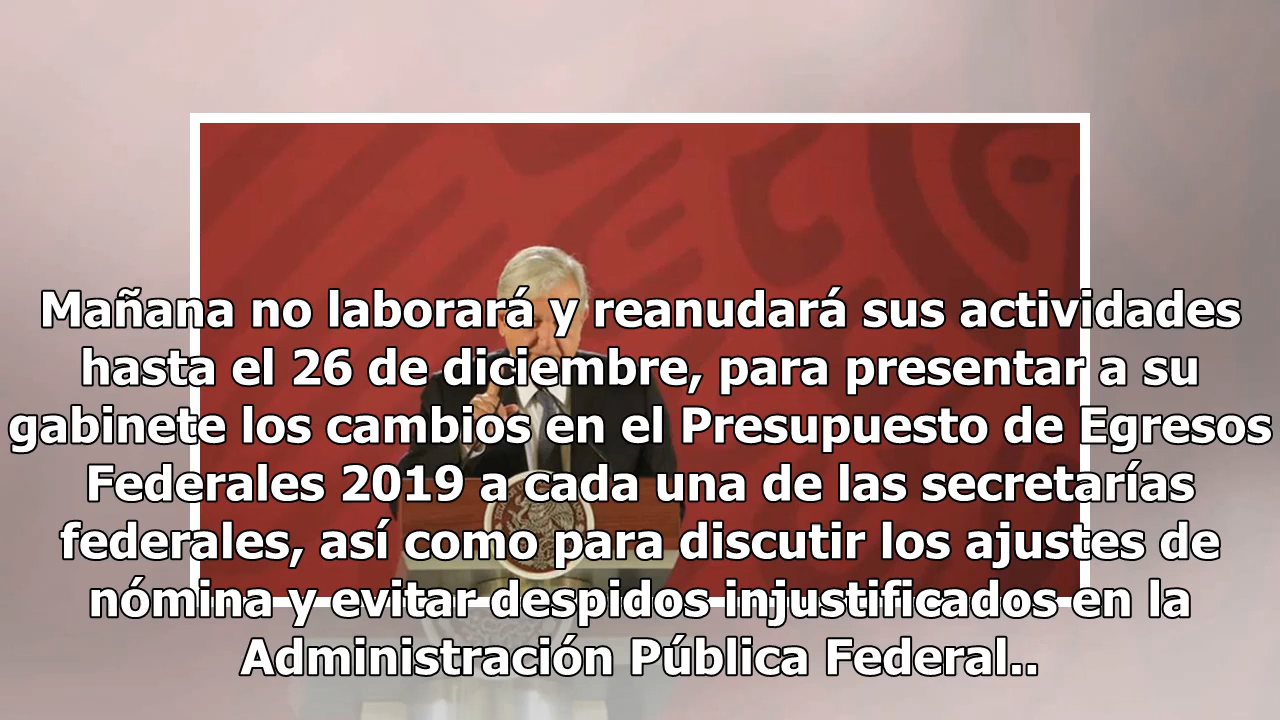 Mañana no laborará y reanudará sus actividades
hasta el 26 de diciembre, para presentar a su
gabinete los cambios en el Presupuesto de Egresos
Federales 2019 a cada una de las secretarías
federales, así como para discutir los ajustes de
nómina y evitar despidos injustificados en la
Administración Pública Federal..